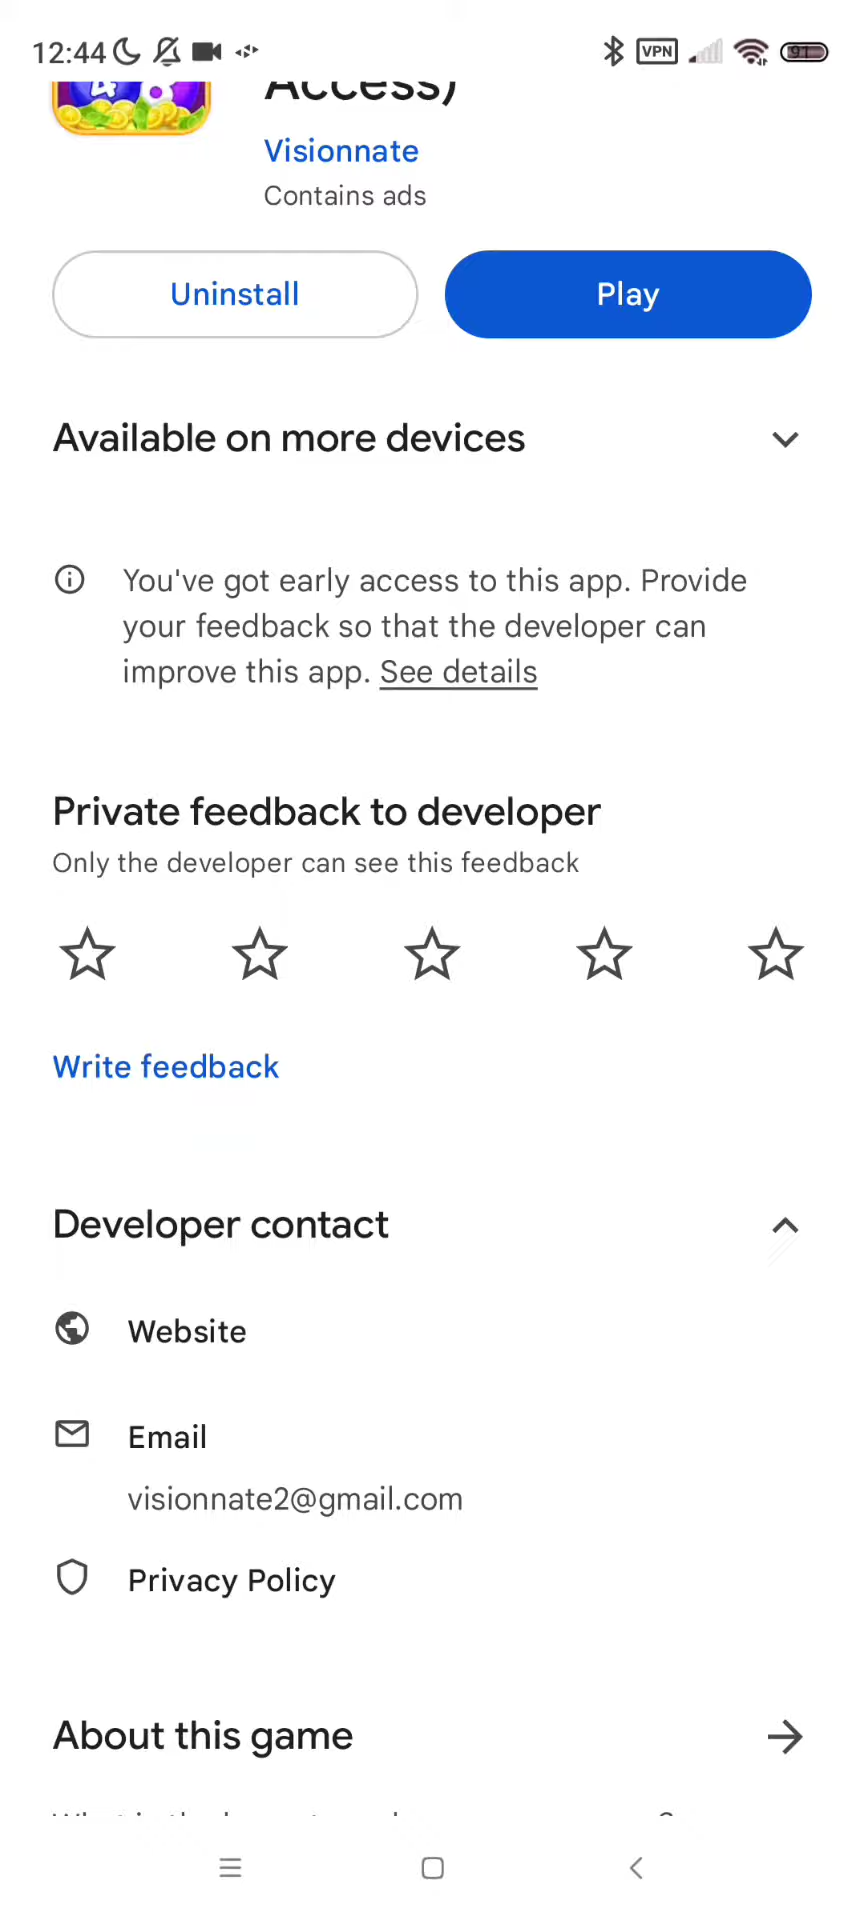 12:44
VPN
91
Access)
Visionnate
Contains ads
Uninstall
Play
Available on more devices
You've got early access to this app. Provide
your feedback so that the developer can
improve this app. See details
Private feedback to developer
Only the developer can see this feedback
Write feedback
Developer contact
Website
Email
visionnate2@gmail.com
Privacy Policy
About this game